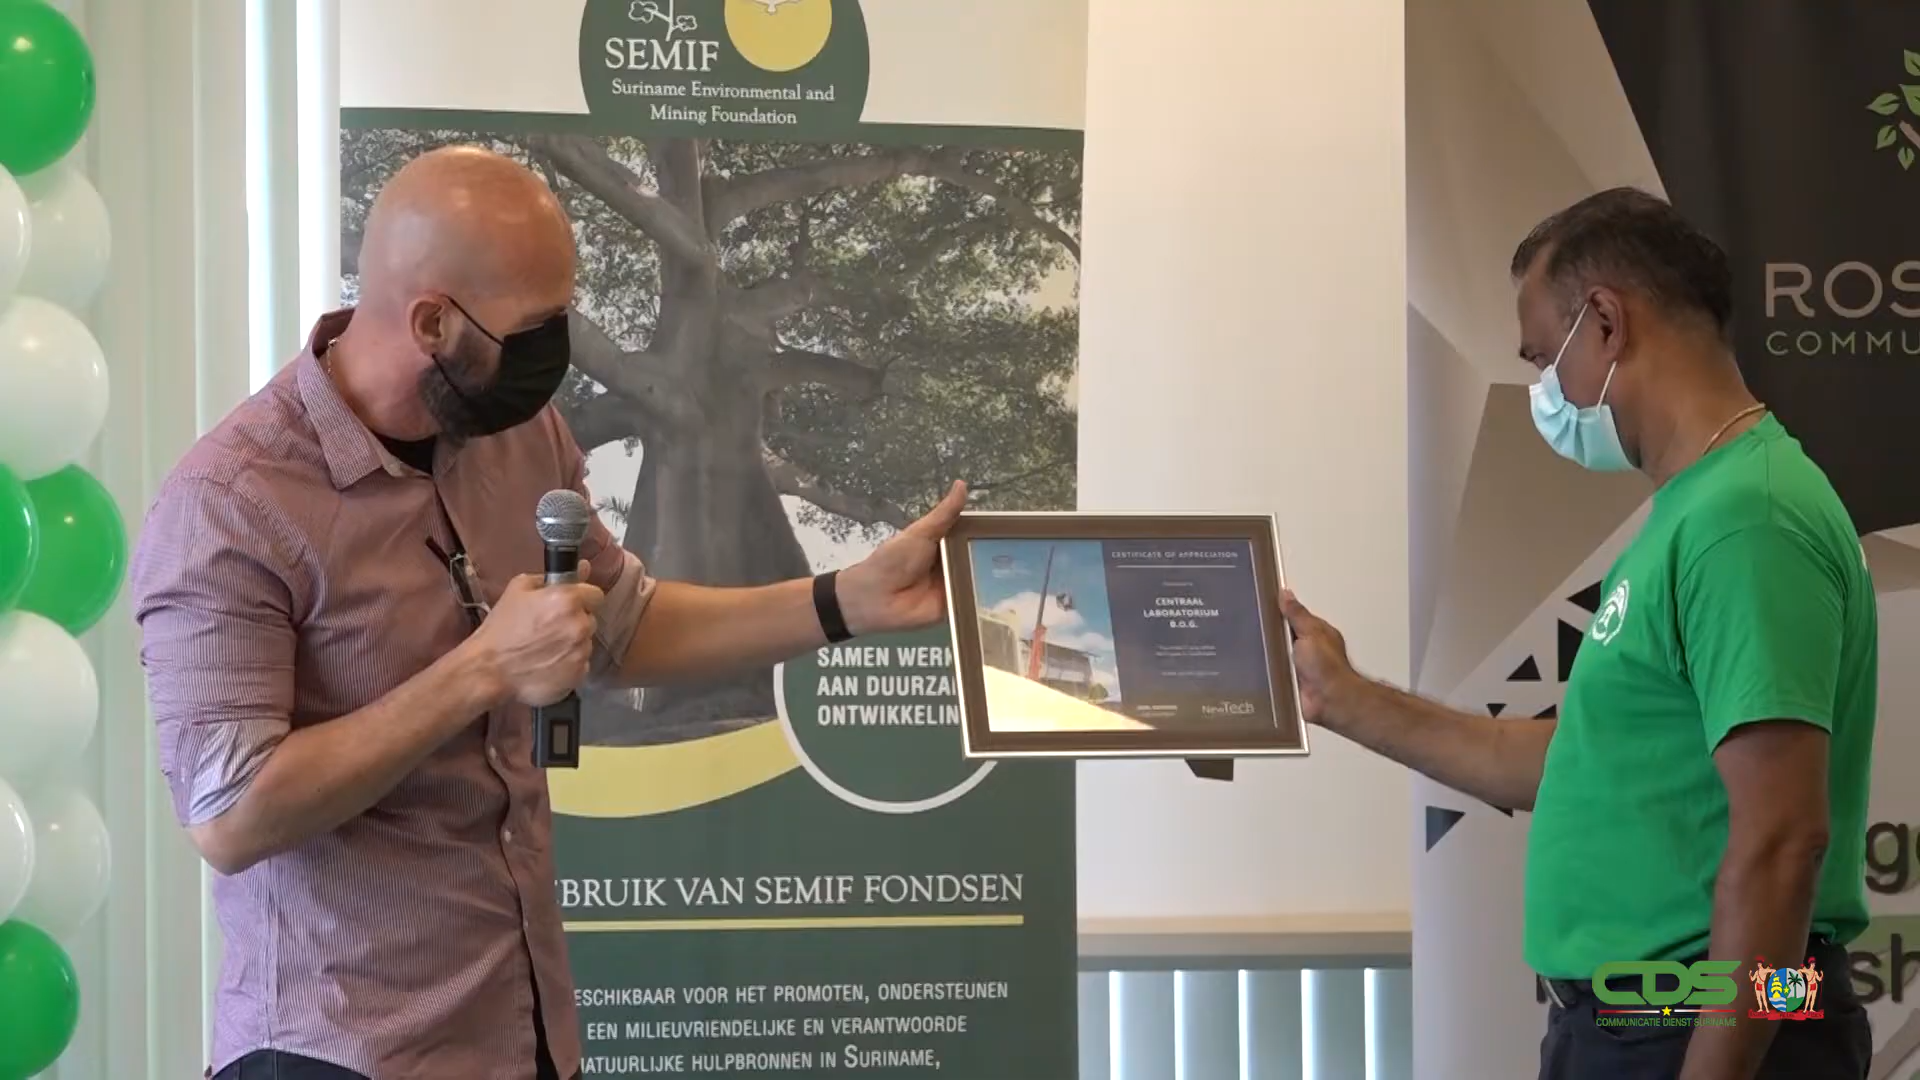 SEMIF
Suriname Environmental and
Mining Foundation
ROS
COMMU
CERTIFICATE OF APPRECIATION
CENTRAAL
LABORATORIUM
B.O.G.
NewTech
SAMEN WERK
AAN DUURZA
ONTWIKKELIN
EBRUIK VAN SEMIF FONDSEN
ESCHIKBAAR VOOR HET PROMOTEN, ONDERSTEUNEN
EEN MILIEUVRIENDELIJKE EN VERANTWOORDE
NATUURLIJKE HULPBRONNEN IN SURINAME,
CDS
COMMUNICATIE DIENST SURINAME